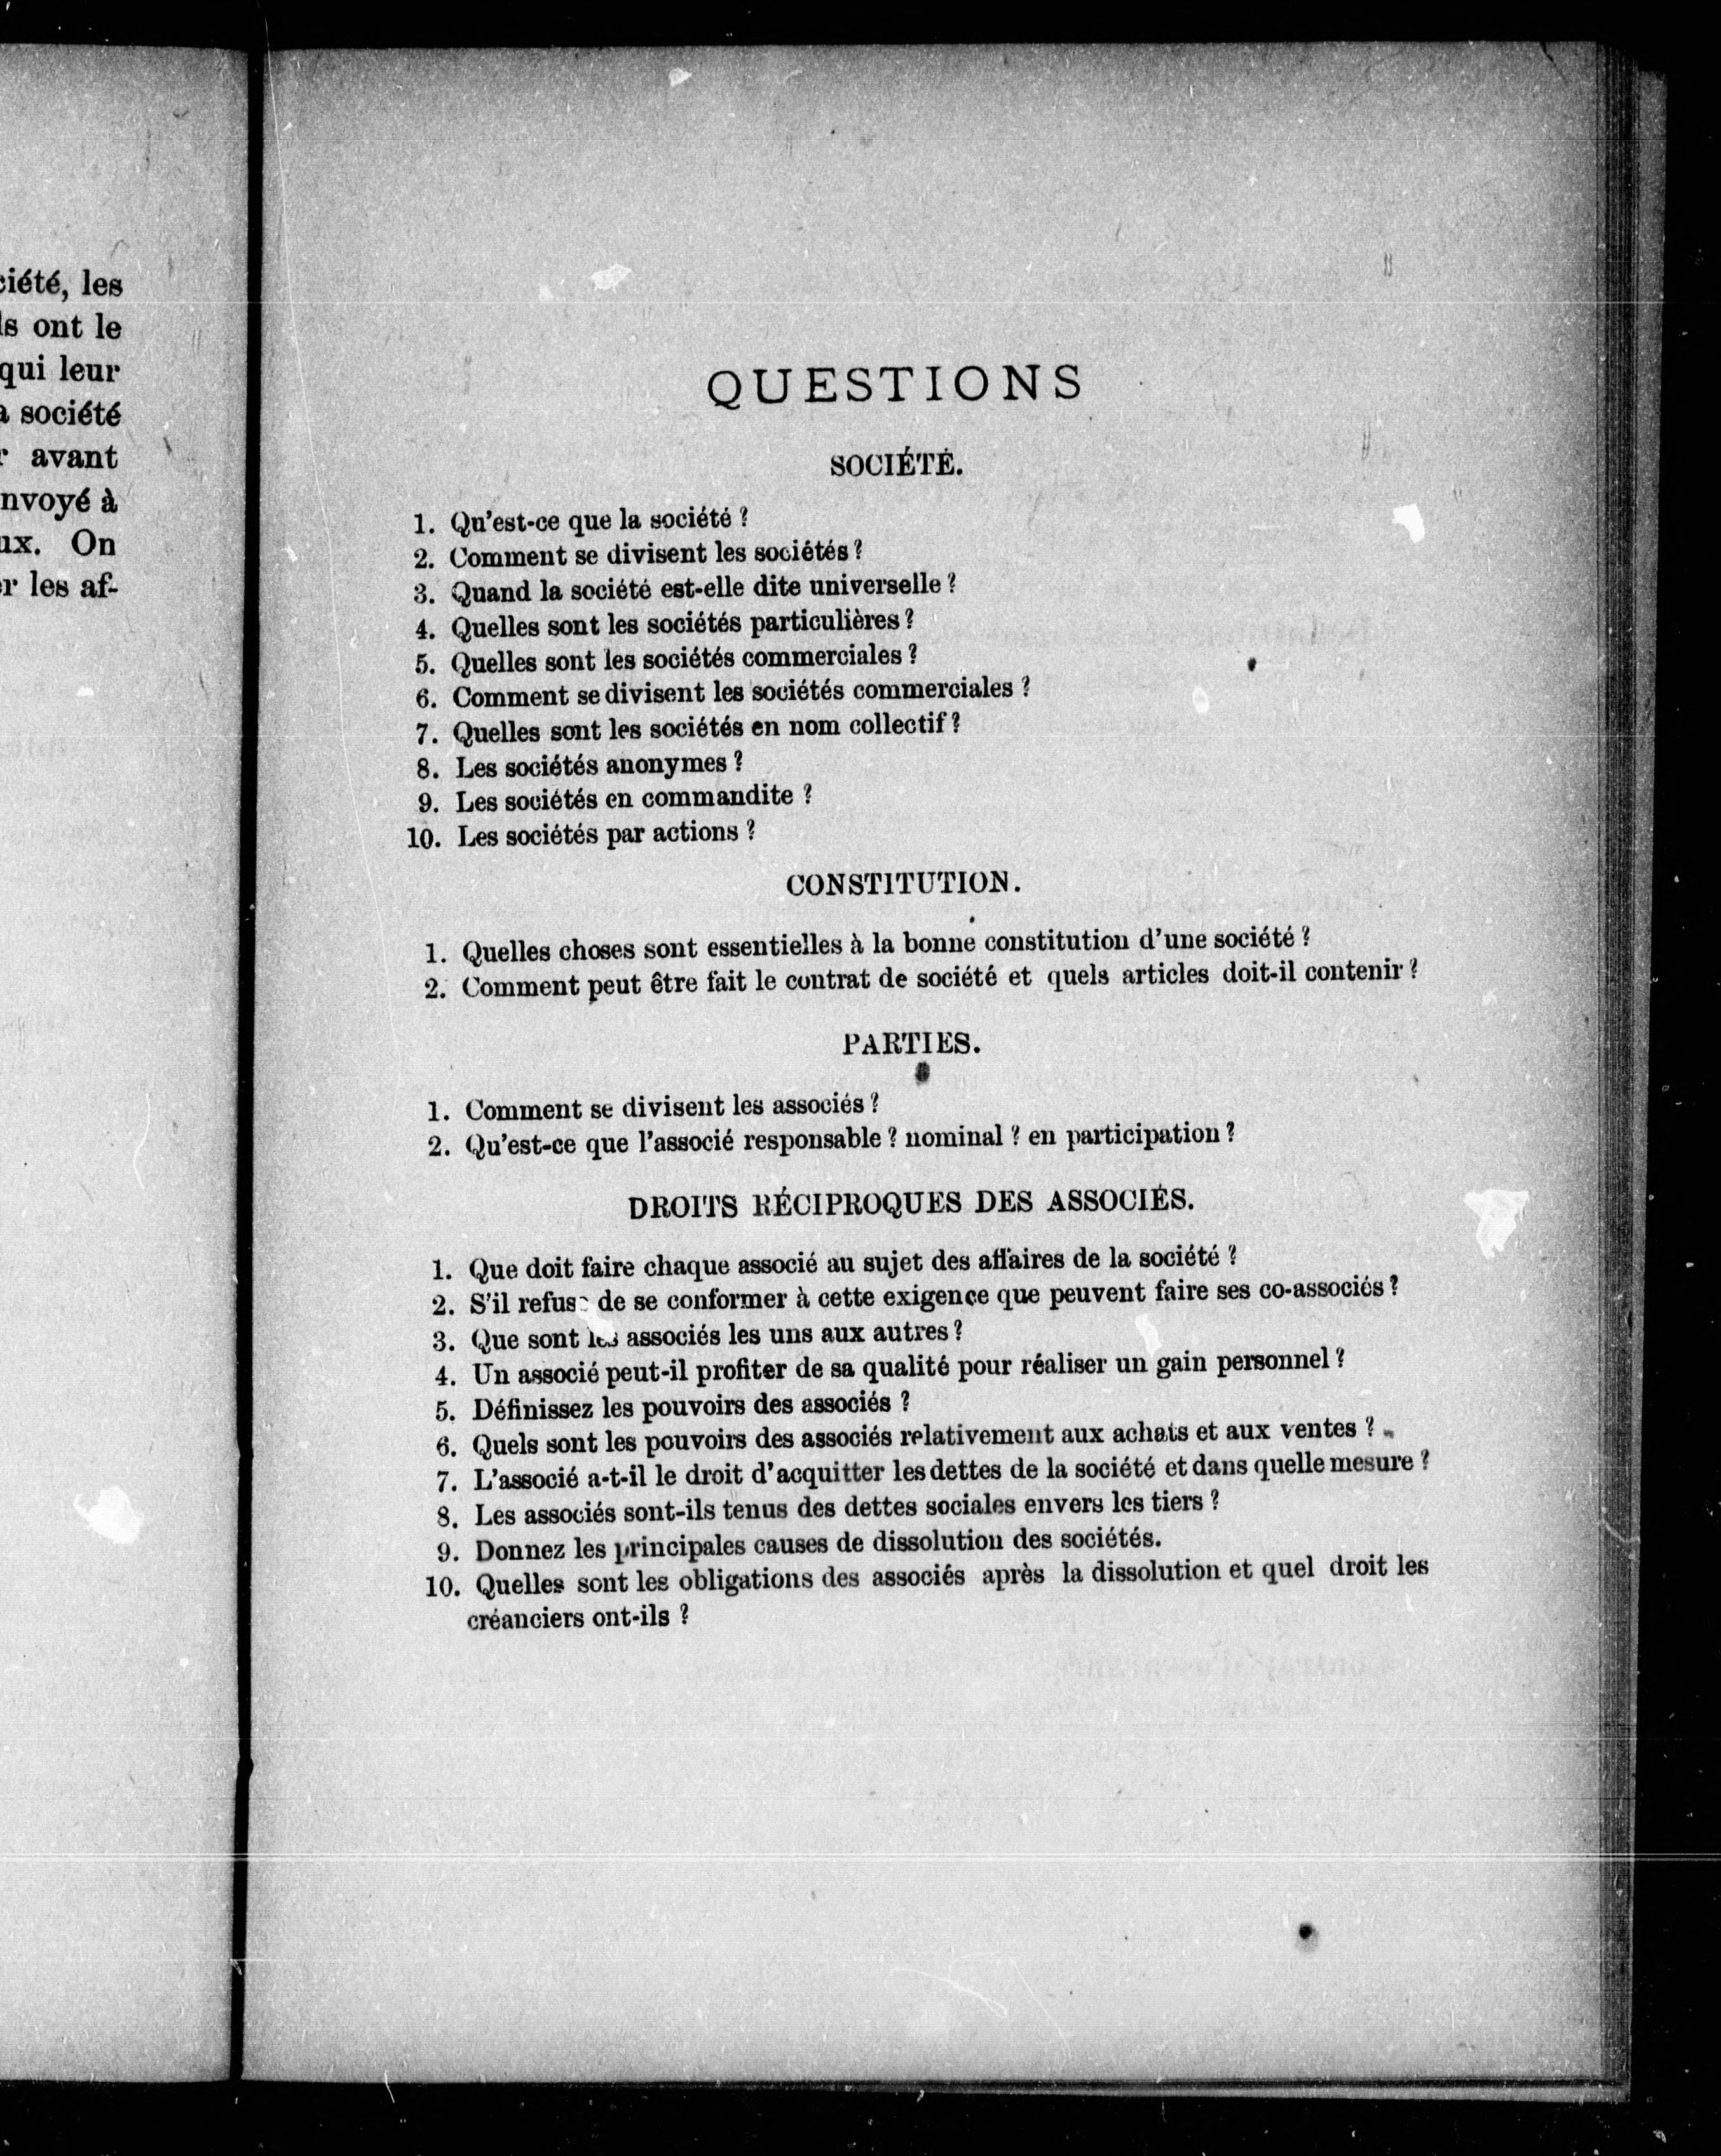 ciété, les
ls ont le
qui leur
a société
r avant
nvoyé à
ux. On
er les af-
QUESTIONS
SOCIÉTÉ.
1. Qu'est-ce que la société ?
2. Comment se divisent les sociétés ?
3. Quand la société est-elle dite universelle ?
4. Quelles sont les sociétés particulières ?
5. Quelles sont les sociétés commerciales ?
6. Comment se divisent les sociétés commerciales ?
7. Quelles sont les sociétés en nom collectif ?
8. Les sociétés anonymes ?
9. Les sociétés en commandite ?
10. Les sociétés par actions ?
CONSTITUTION.
1. Quelles choses sont essentielles à la bonne constitution d'une société ?
2. Comment peut être fait le contrat de société et quels articles doit-il contenir ?
PARTIES.
1. Comment se divisent les associés ?
2. Qu'est-ce que l'associé responsable ? nominal ? en participation ?
DROITS RÉCIPROQUES DES ASSOCIÉS.
1. Que doit faire chaque associé au sujet des affaires de la société ?
2. S'il refuse de se conformer à cette exigence que peuvent faire ses co-associés ?
3. Que sont les associés les uns aux autres ?
4. Un associé peut-il profiter de sa qualité pour réaliser un gain personnel ?
5. Définissez les pouvoirs des associés ?
6. Quels sont les pouvoirs des associés relativement aux achats et aux ventes ?
7. L'associé a-t-il le droit d'acquitter les dettes de la société et dans quelle mesure ?
8. Les associés sont-ils tenus des dettes sociales envers les tiers ?
9. Donnez les principales causes de dissolution des sociétés.
10. Quelles sont les obligations des associés après la dissolution et quel droit les
créanciers ont-ils ?